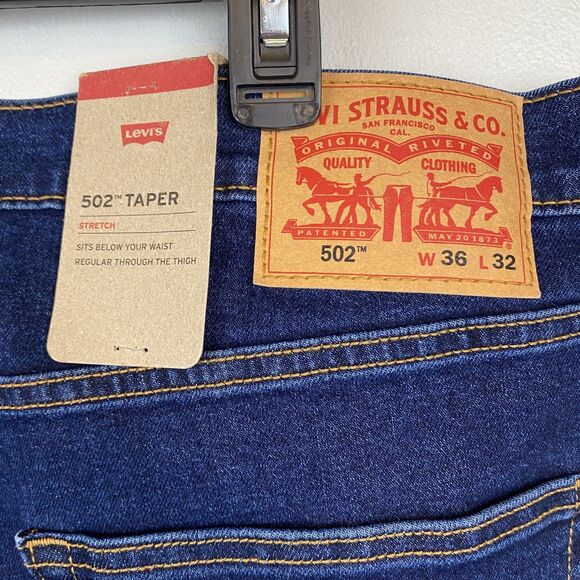 LEVI'S
502™ TAPER
STRETCH
SITS BELOW YOUR WAIST
REGULAR THROUGH THE THIGH
VI STRAUSS & CO.
SAN FRANCISCO
CAL.
ORIGINAL RIVETED
QUALITY CLOTHING
PATENTED MAY 20 1873 ®
502™ W 36 L 32